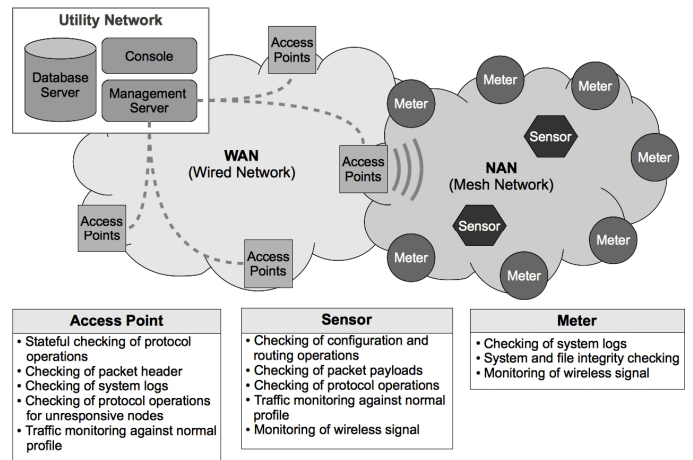 Utility Network
Database
Server
Console
Management
Server
Access
Points
WAN
(Wired Network)
Access
Points
Access
Points
Access
Points
NAN
(Mesh Network)
Meter
Meter
Meter
Meter
Meter
Meter
Meter
Sensor
Sensor
Access Point
• Stateful checking of protocol
operations
• Checking of packet header
• Checking of system logs
• Checking of protocol operations
for unresponsive nodes
• Traffic monitoring against normal
profile
Sensor
• Checking of configuration and
routing operations
• Checking of packet payloads
• Checking of protocol operations
• Traffic monitoring against normal
profile
• Monitoring of wireless signal
Meter
• Checking of system logs
• System and file integrity checking
• Monitoring of wireless signal